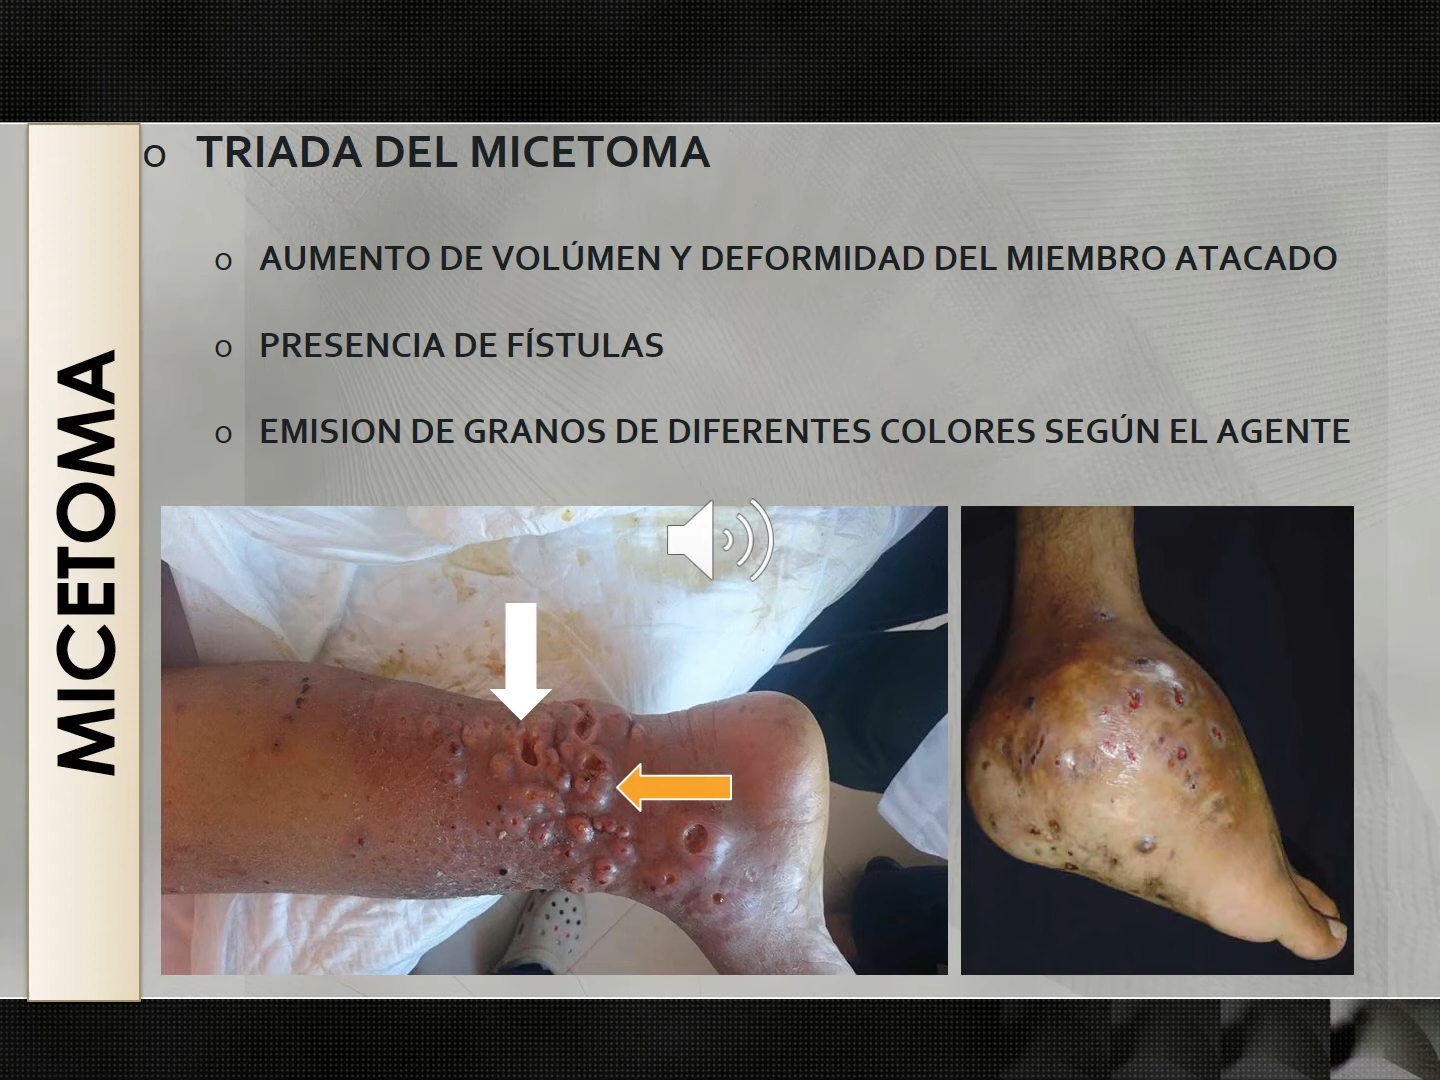 TRIADA DEL MICETOMA
AUMENTO DE VOLÚMEN Y DEFORMIDAD DEL MIEMBRO ATACADO
PRESENCIA DE FÍSTULAS
EMISION DE GRANOS DE DIFERENTES COLORES SEGÚN EL AGENTE
MICETOMA